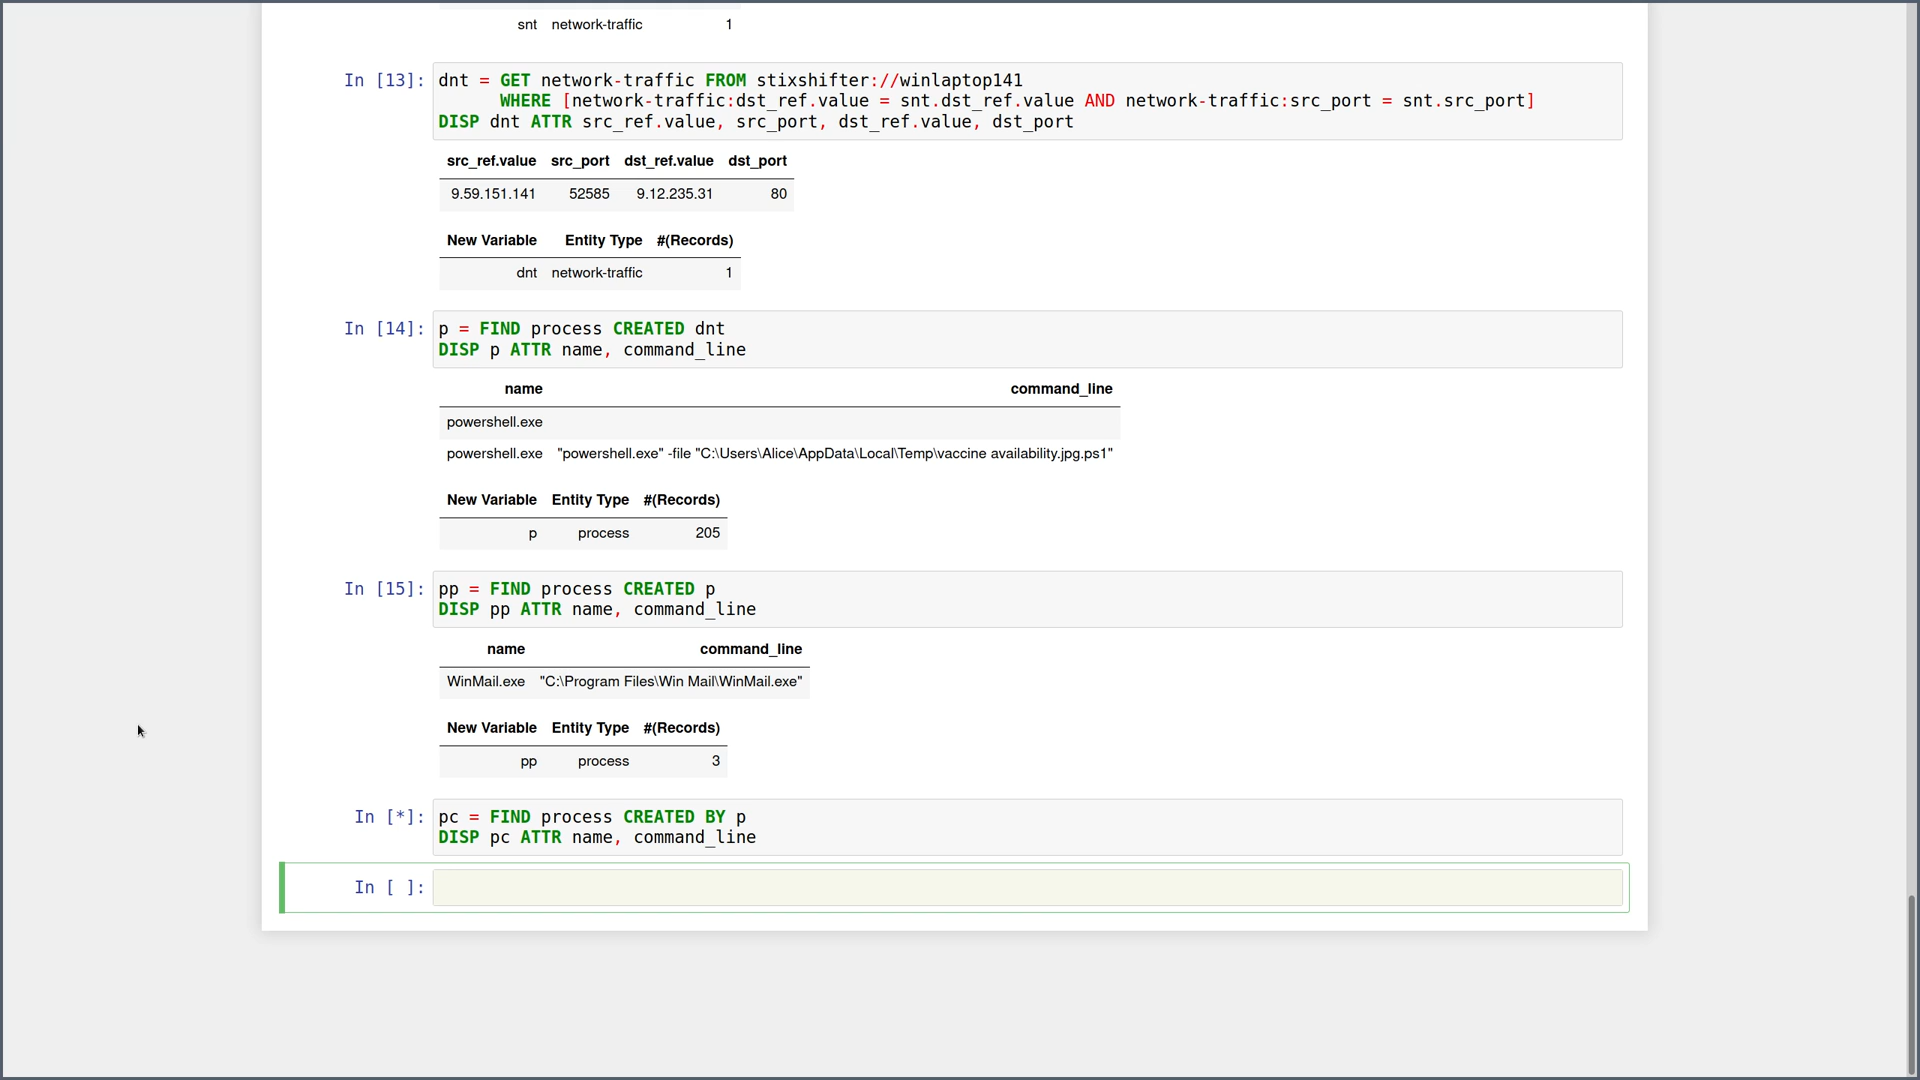 snt network-traffic 1
In [13]: dnt = GET network-traffic FROM stixshifter://winlaptop141
WHERE [network-traffic:dst_ref.value = snt.dst_ref.value AND network-traffic:src_port = snt.src_port]
DISP dnt ATTR src_ref.value, src_port, dst_ref.value, dst_port
src_ref.value src_port dst_ref.value dst_port
9.59.151.141 52585 9.12.235.31 80
New Variable Entity Type #(Records)
dnt network-traffic 1
In [14]: p = FIND process CREATED dnt
DISP p ATTR name, command_line
name command_line
powershell.exe
powershell.exe "powershell.exe" -file "C:\Users\Alice\AppData\Local\Temp\vaccine availability.jpg.ps1"
New Variable Entity Type #(Records)
p process 205
In [15]: pp = FIND process CREATED p
DISP pp ATTR name, command_line
name command_line
WinMail.exe "C:\Program Files\Win Mail\WinMail.exe"
New Variable Entity Type #(Records)
pp process 3
In [*]: pc = FIND process CREATED BY p
DISP pc ATTR name, command_line
In [ ]: